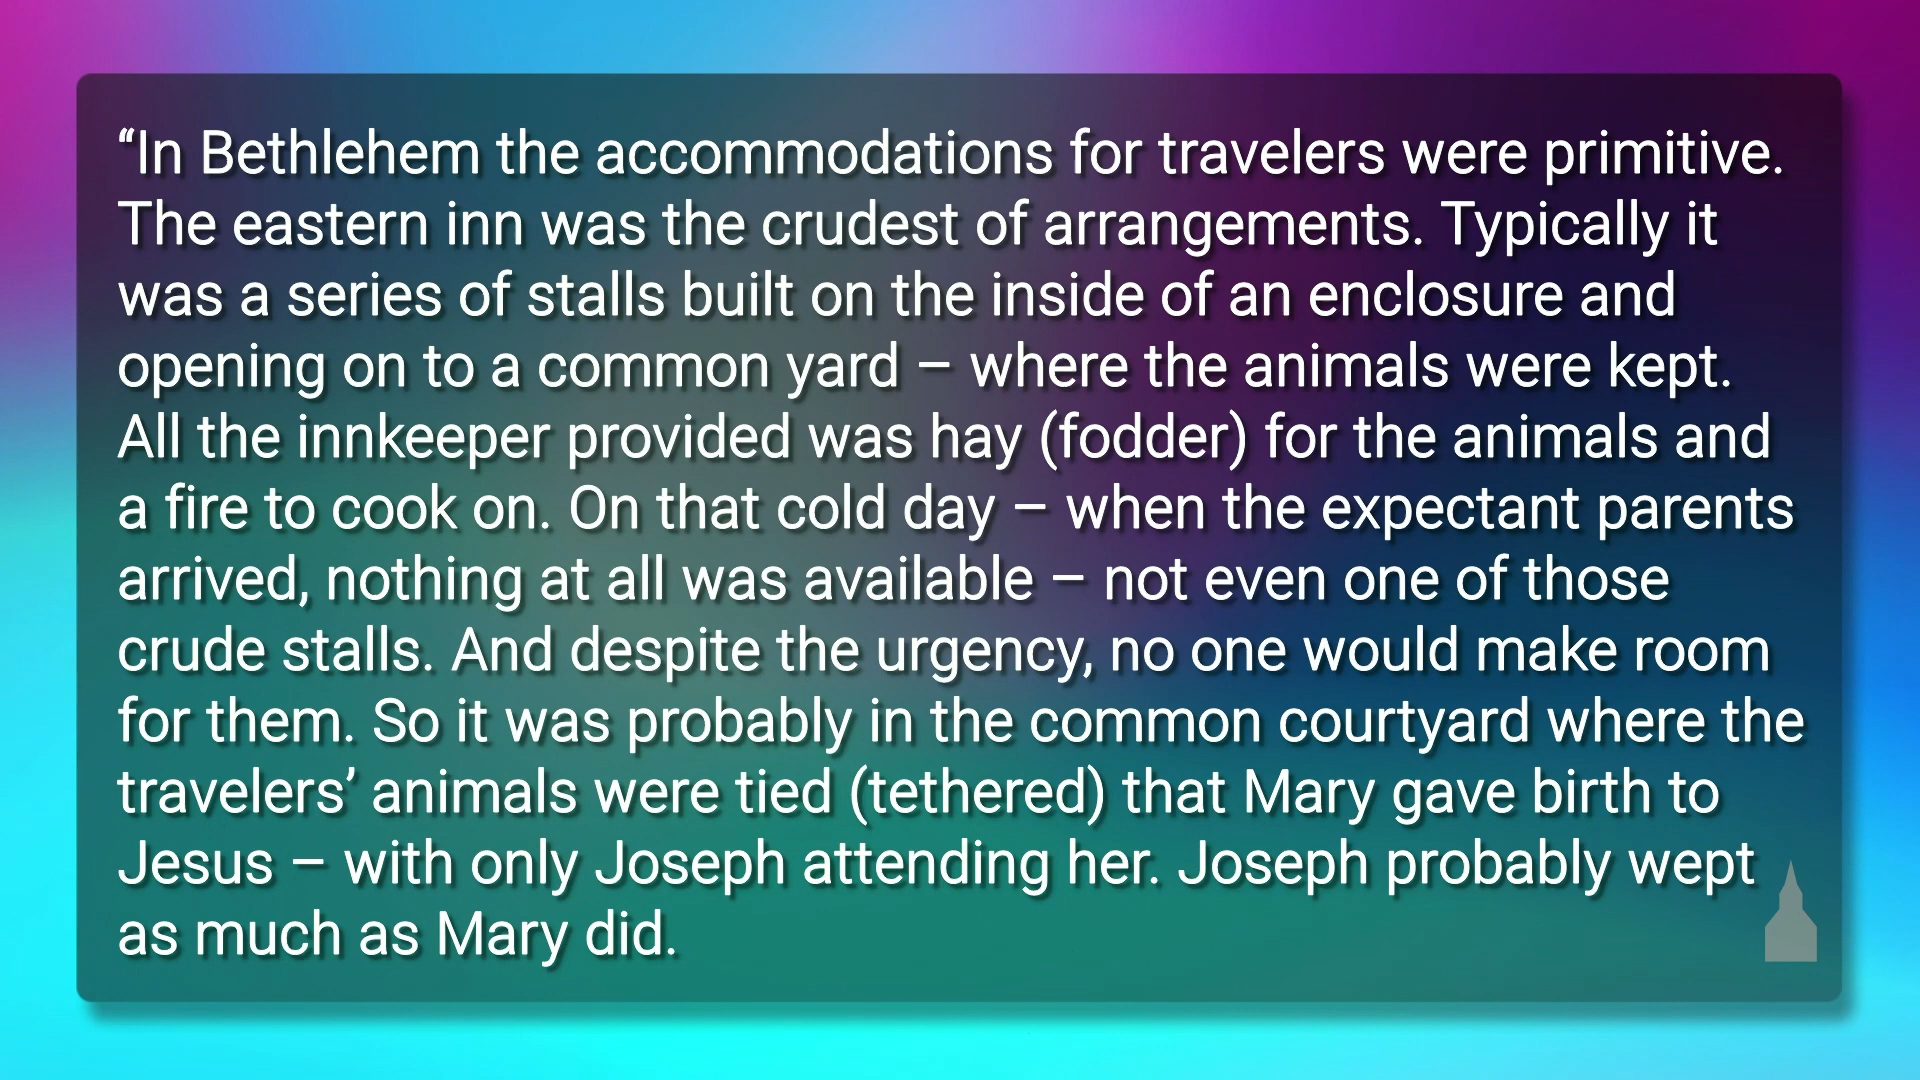 “In Bethlehem the accommodations for travelers were primitive.
The eastern inn was the crudest of arrangements. Typically it
was a series of stalls built on the inside of an enclosure and
opening on to a common yard – where the animals were kept.
All the innkeeper provided was hay (fodder) for the animals and
a fire to cook on. On that cold day – when the expectant parents
arrived, nothing at all was available – not even one of those
crude stalls. And despite the urgency, no one would make room
for them. So it was probably in the common courtyard where the
travelers’ animals were tied (tethered) that Mary gave birth to
Jesus – with only Joseph attending her. Joseph probably wept
as much as Mary did.